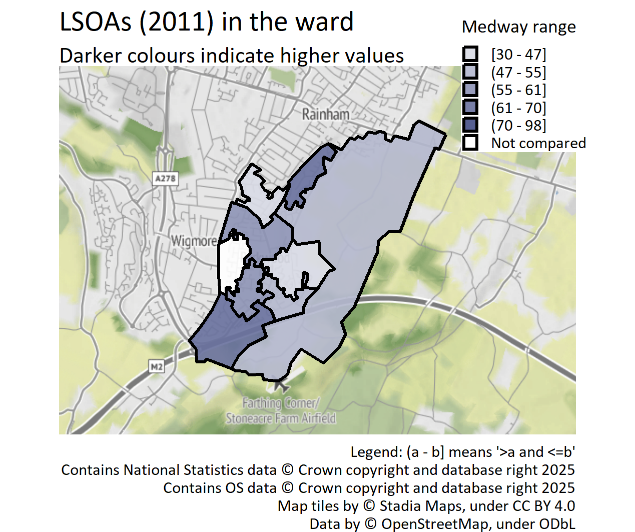 LSOAs (2011) in the ward
Darker colours indicate higher values
Medway range
[30 - 47]
(47 - 55]
(55 - 61]
(61 - 70]
(70 - 98]
Not compared
Rainham
A278
Wigmore
M2
Farthing Corner/
Stoneacre Farm Airfield
Legend: (a - b] means '>a and <=b'
Contains National Statistics data © Crown copyright and database right 2025
Contains OS data © Crown copyright and database right 2025
Map tiles by © Stadia Maps, under CC BY 4.0
Data by © OpenStreetMap, under ODbL